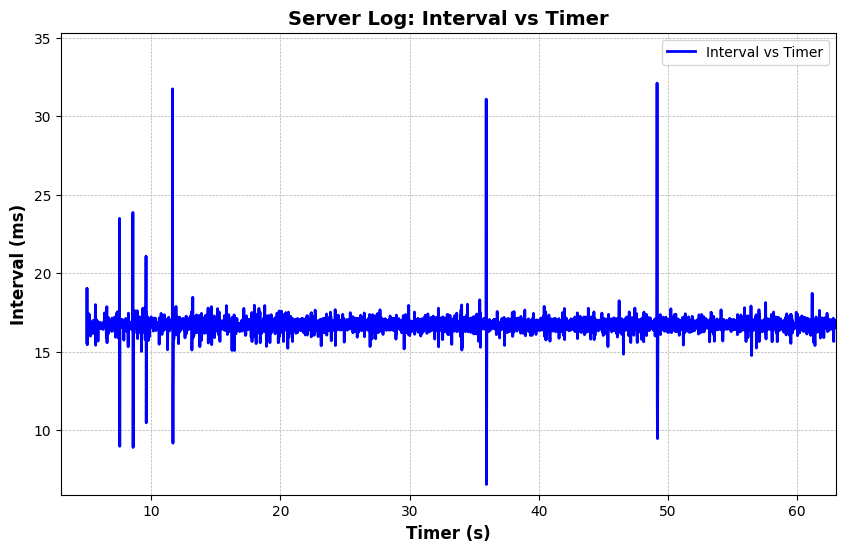 Server Log: Interval vs Timer
Interval vs Timer
35
30
25
20
15
10
Interval (ms)
10 20 30 40 50 60
Timer (s)